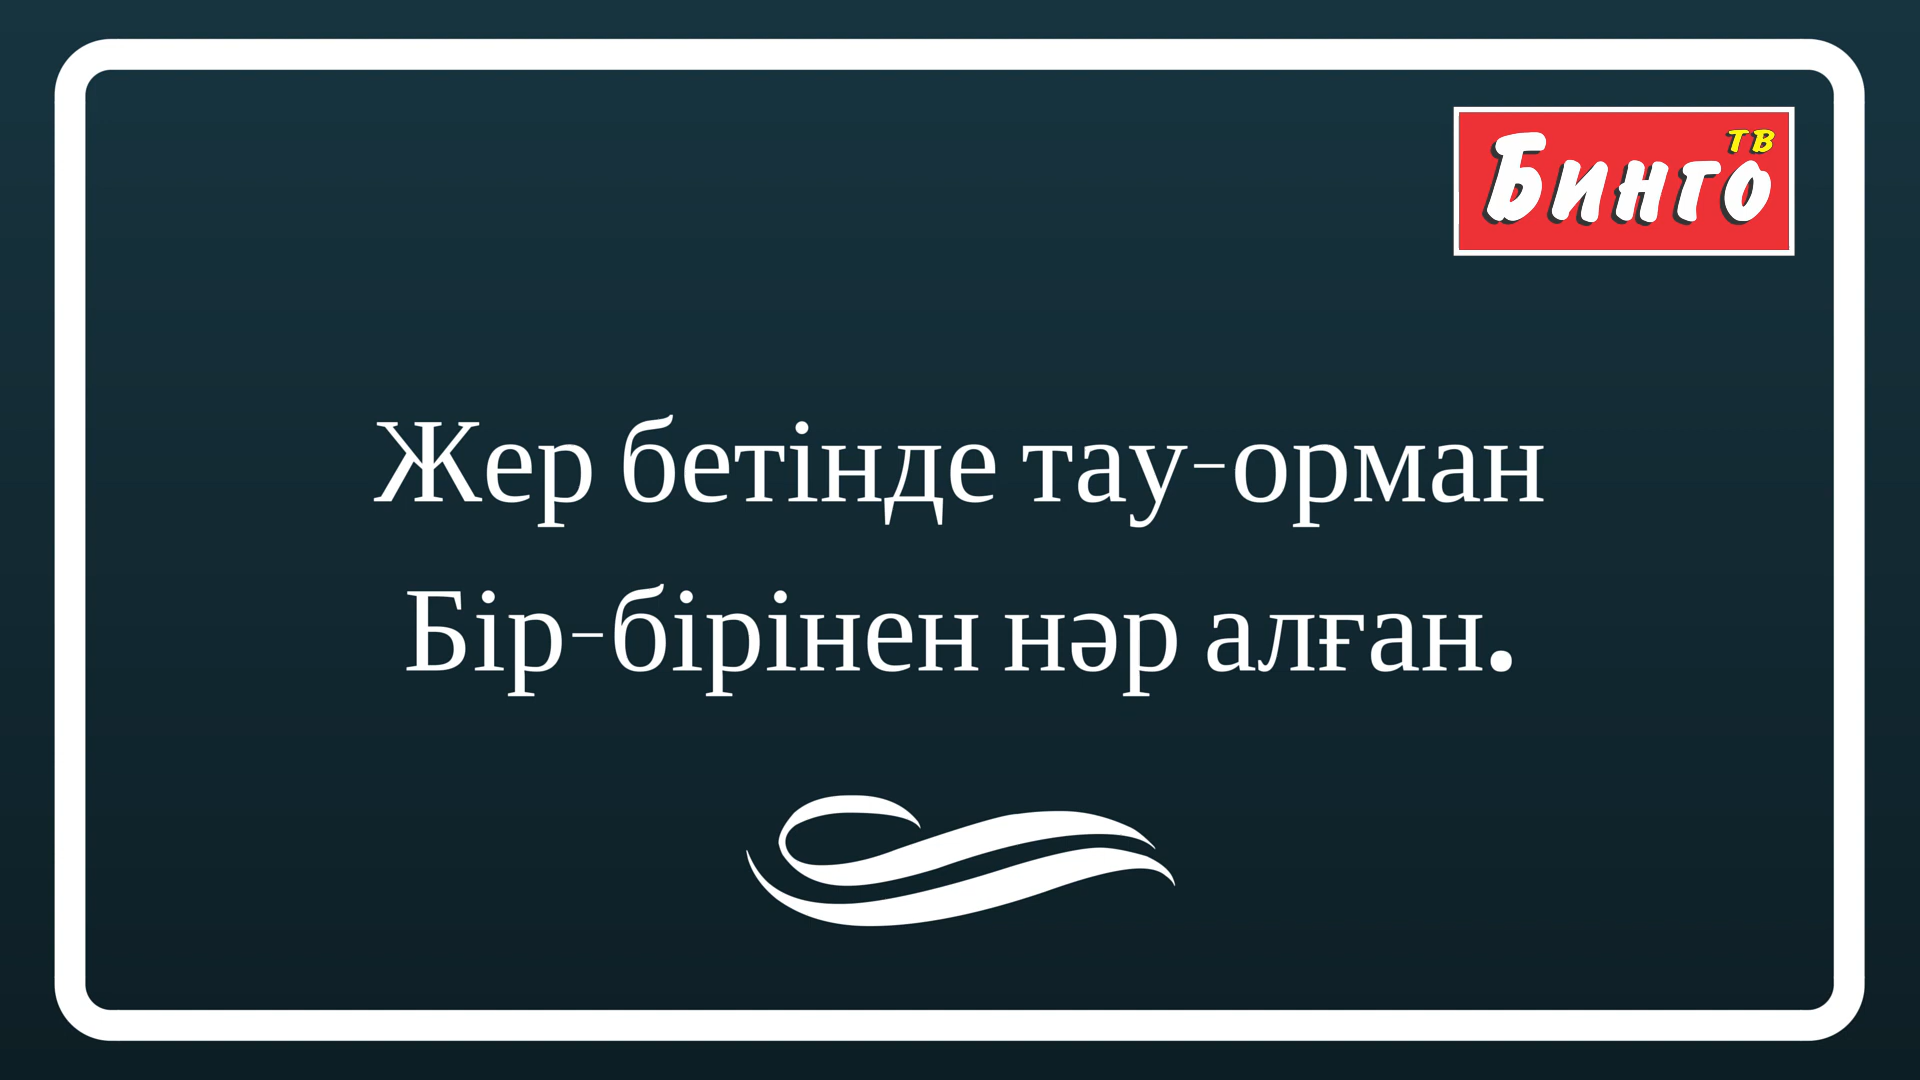 ТВ
Бинго
Жер бетінде тау-орман
Бір-бірінен нәр алған.